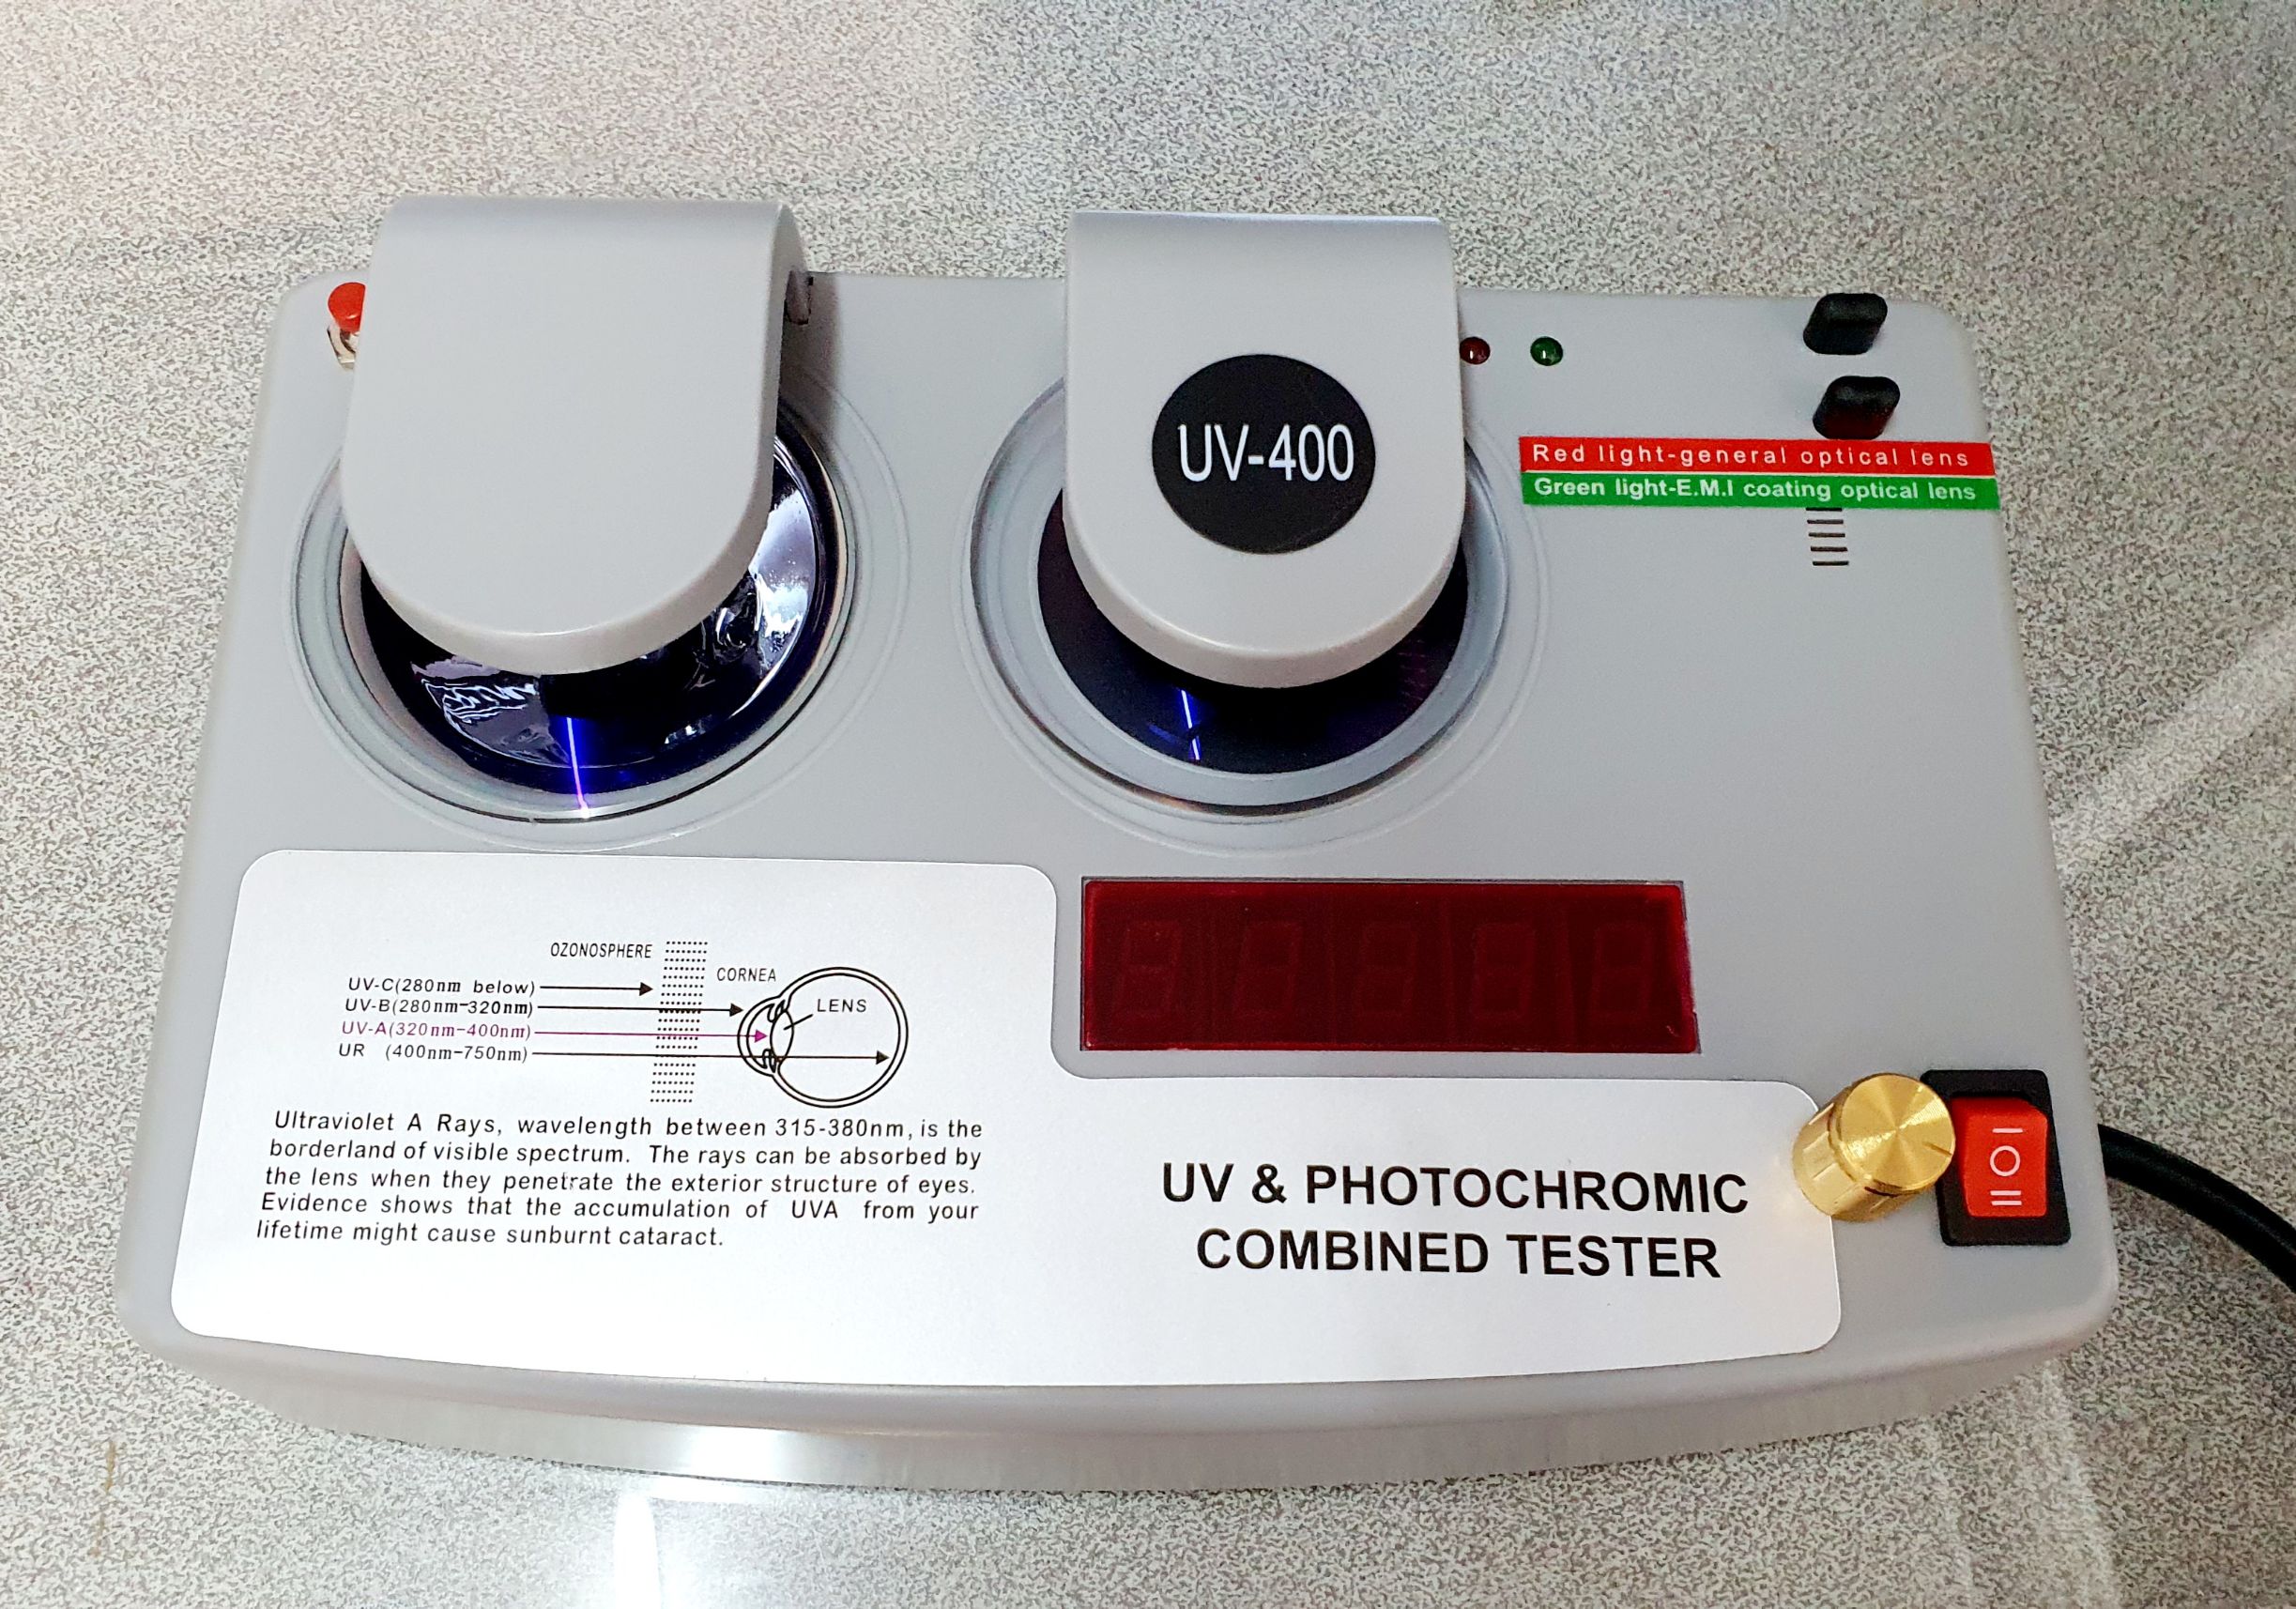 UV-400
Red light-general optical lens
Green light-E.M.I coating optical lens
OZONOSPHERE
CORNEA
LENS
UV-C(280nm below)
UV-B(280nm-320nm)
UV-A(320nm-400nm)
UR (400nm-750nm)
Ultraviolet A Rays, wavelength between 315-380nm, is the
borderland of visible spectrum. The rays can be absorbed by
the lens when they penetrate the exterior structure of eyes.
Evidence shows that the accumulation of UVA from your
lifetime might cause sunburnt cataract.
UV & PHOTOCHROMIC
COMBINED TESTER
I
O
II